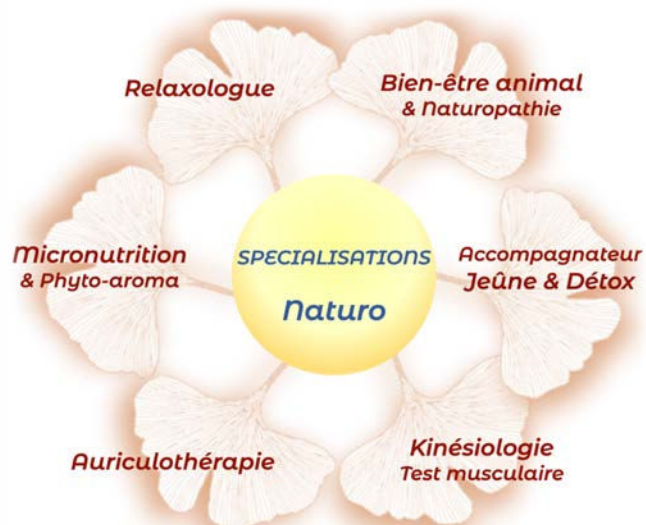 Relaxologue
Bien-être animal
& Naturopathie
Micronutrition
& Phyto-aroma
SPECIALISATIONS
Naturo
Accompagnateur
Jeûne & Détox
Auriculothérapie
Kinésiologie
Test musculaire